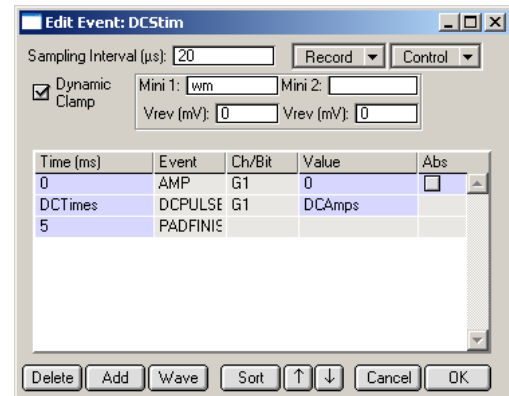 Edit Event: DCStim
Sampling Interval (µs): 20 Record Control
Dynamic Clamp Mini 1: wm Mini 2:
Vrev (mV): 0 Vrev (mV): 0
Time (ms) Event Ch/Bit Value Abs
0 AMP G1 0
DCTimes DCPULSE G1 DCAmps
5 PADFINIS
Delete Add Wave Sort ↑ ↓ Cancel OK